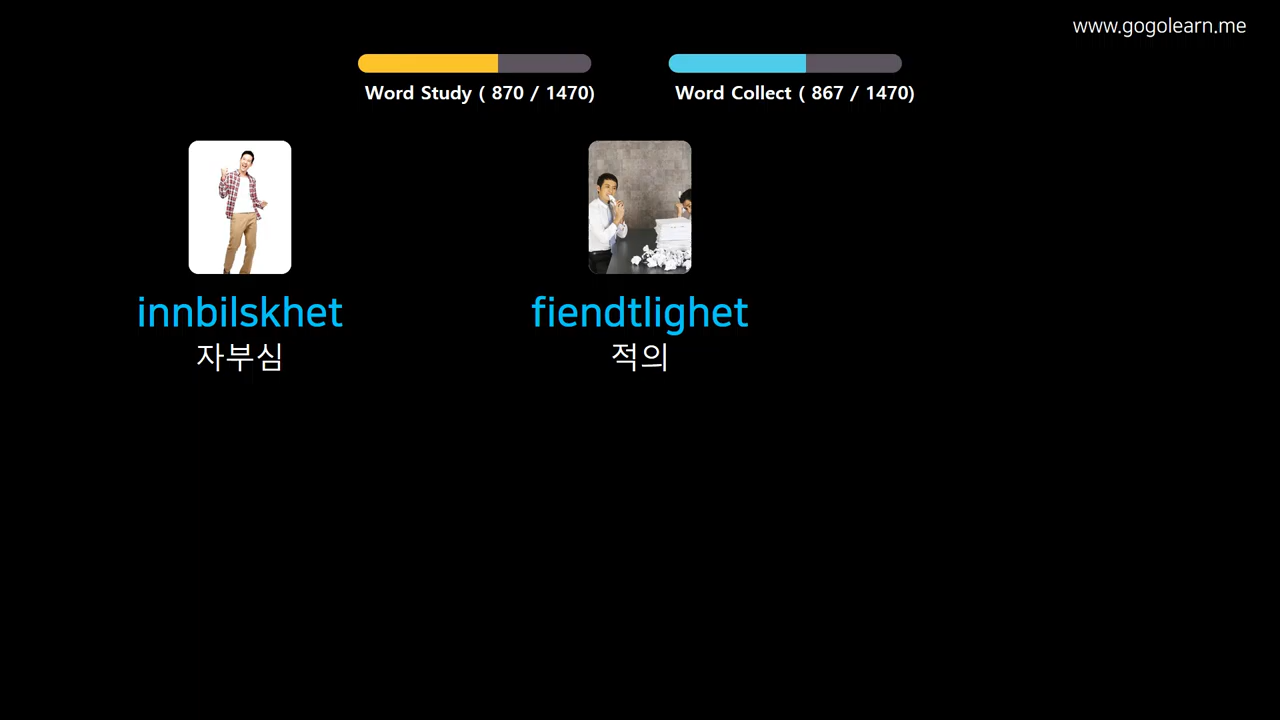 www.gogolearn.me
Word Study ( 870 / 1470)
Word Collect ( 867 / 1470)
innbilskhet
자부심
fiendtlighet
적의